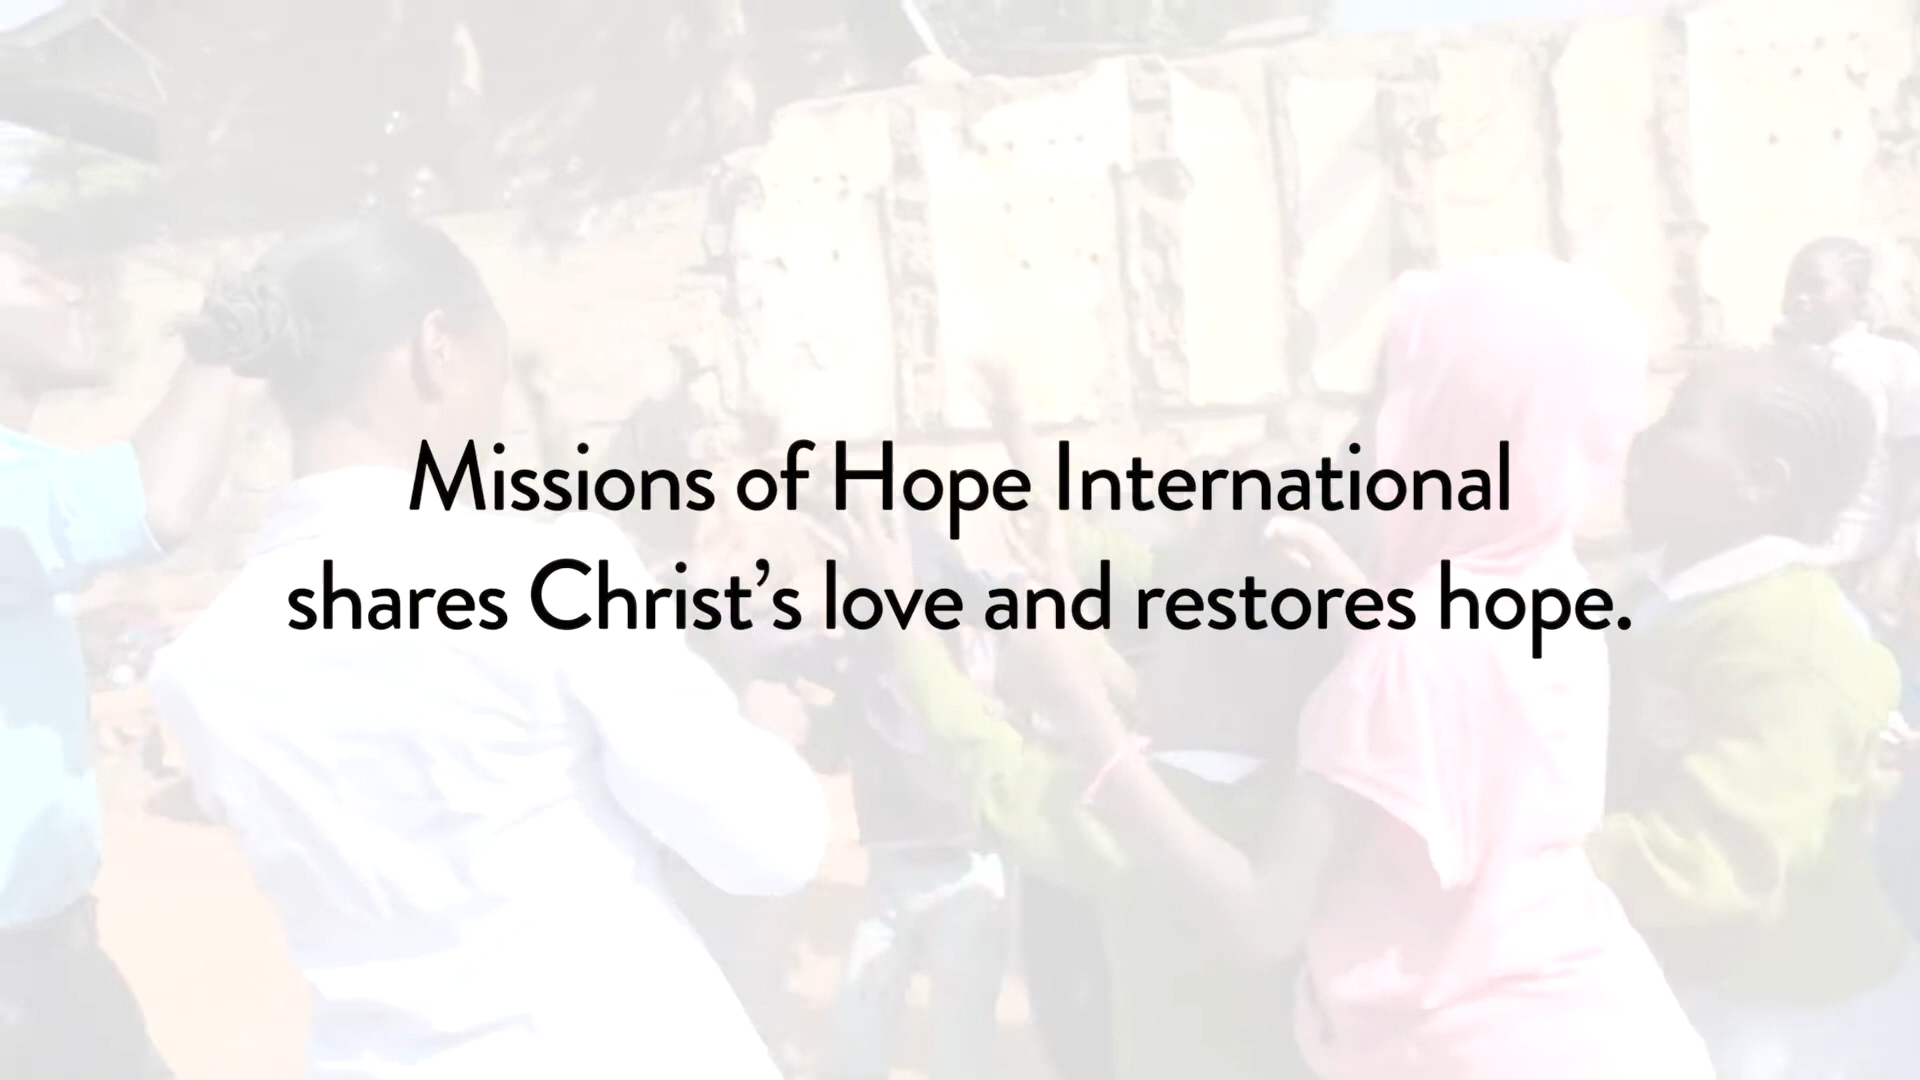 Missions of Hope International
shares Christ’s love and restores hope.